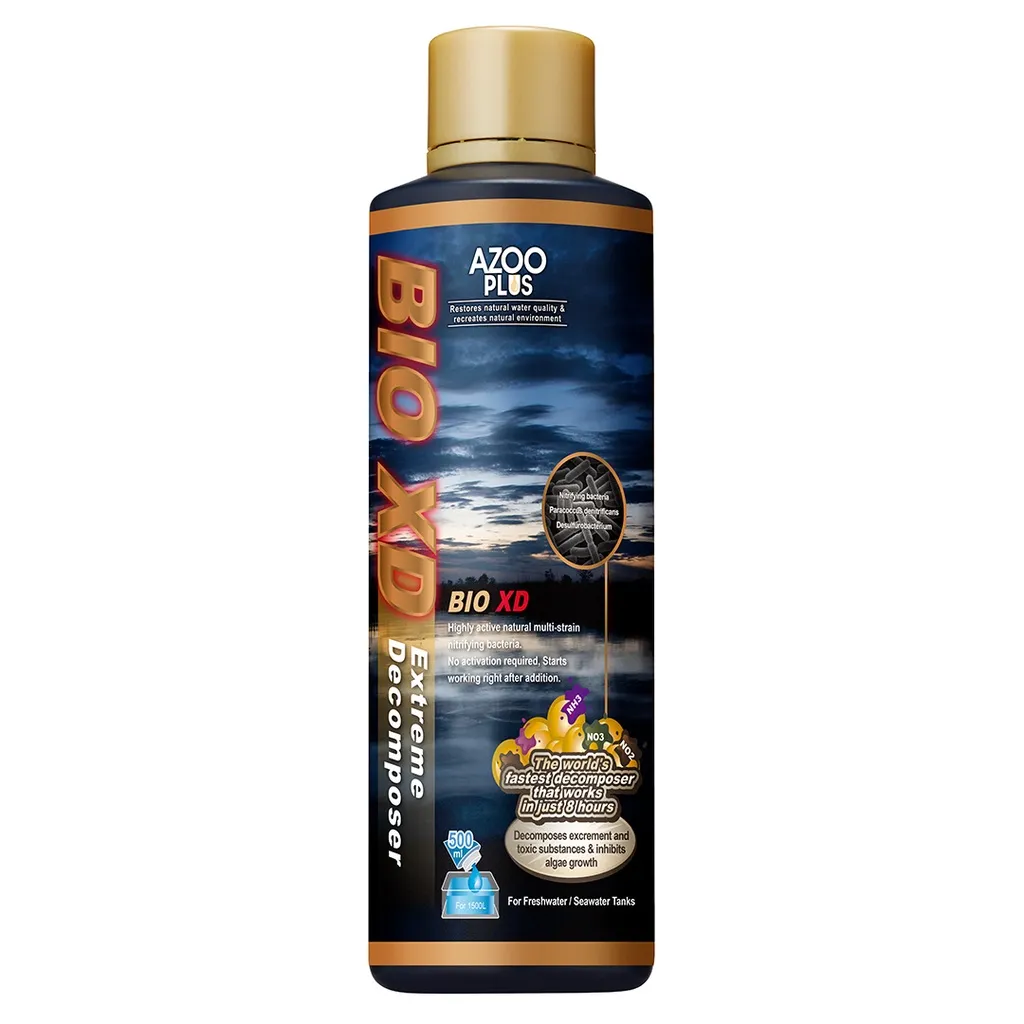 AZOO
PLUS
Restores natural water quality &
recreates natural environment
BIO XD
Extreme
Decomposer
Nitrifying bacteria
Paracoccus denitrificans
Desulfurobacterium
BIO XD
Highly active natural multi-strain
nitrifying bacteria.
No activation required. Starts
working right after addition.
NH3
NO3
NO2
The world's
fastest decomposer
that works
in just 8 hours
Decomposes excrement and
toxic substances & inhibits
algae growth
500
ml
For 1500L
For Freshwater / Seawater Tanks